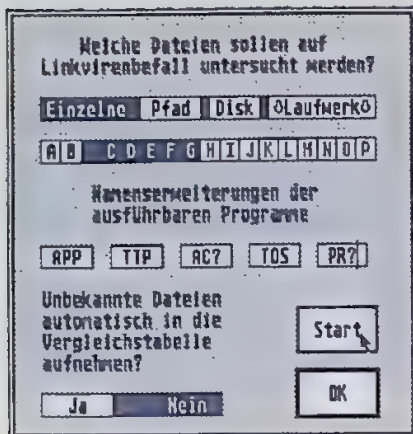 Welche Dateien sollen auf
Linkvirenbefall untersucht werden?
Einzelne Pfad Disk Laufwerk
A B C D E F G H I J K L M N O P
Namenserweiterungen der
ausführbaren Programme
APP TTP AC? TOS PR?
Unbekannte Dateien
automatisch in die
Vergleichstabelle
aufnehmen?
Start
Ja Nein
OK